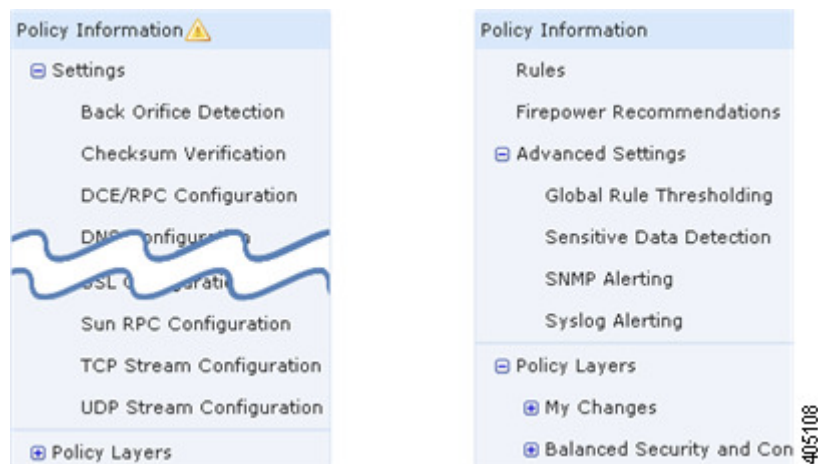 Policy Information
Settings
Back Orifice Detection
Checksum Verification
DCE/RPC Configuration
Sun RPC Configuration
TCP Stream Configuration
UDP Stream Configuration
Policy Layers
Policy Information
Rules
Firepower Recommendations
Advanced Settings
Global Rule Thresholding
Sensitive Data Detection
SNMP Alerting
Syslog Alerting
Policy Layers
My Changes
Balanced Security and Con
405108